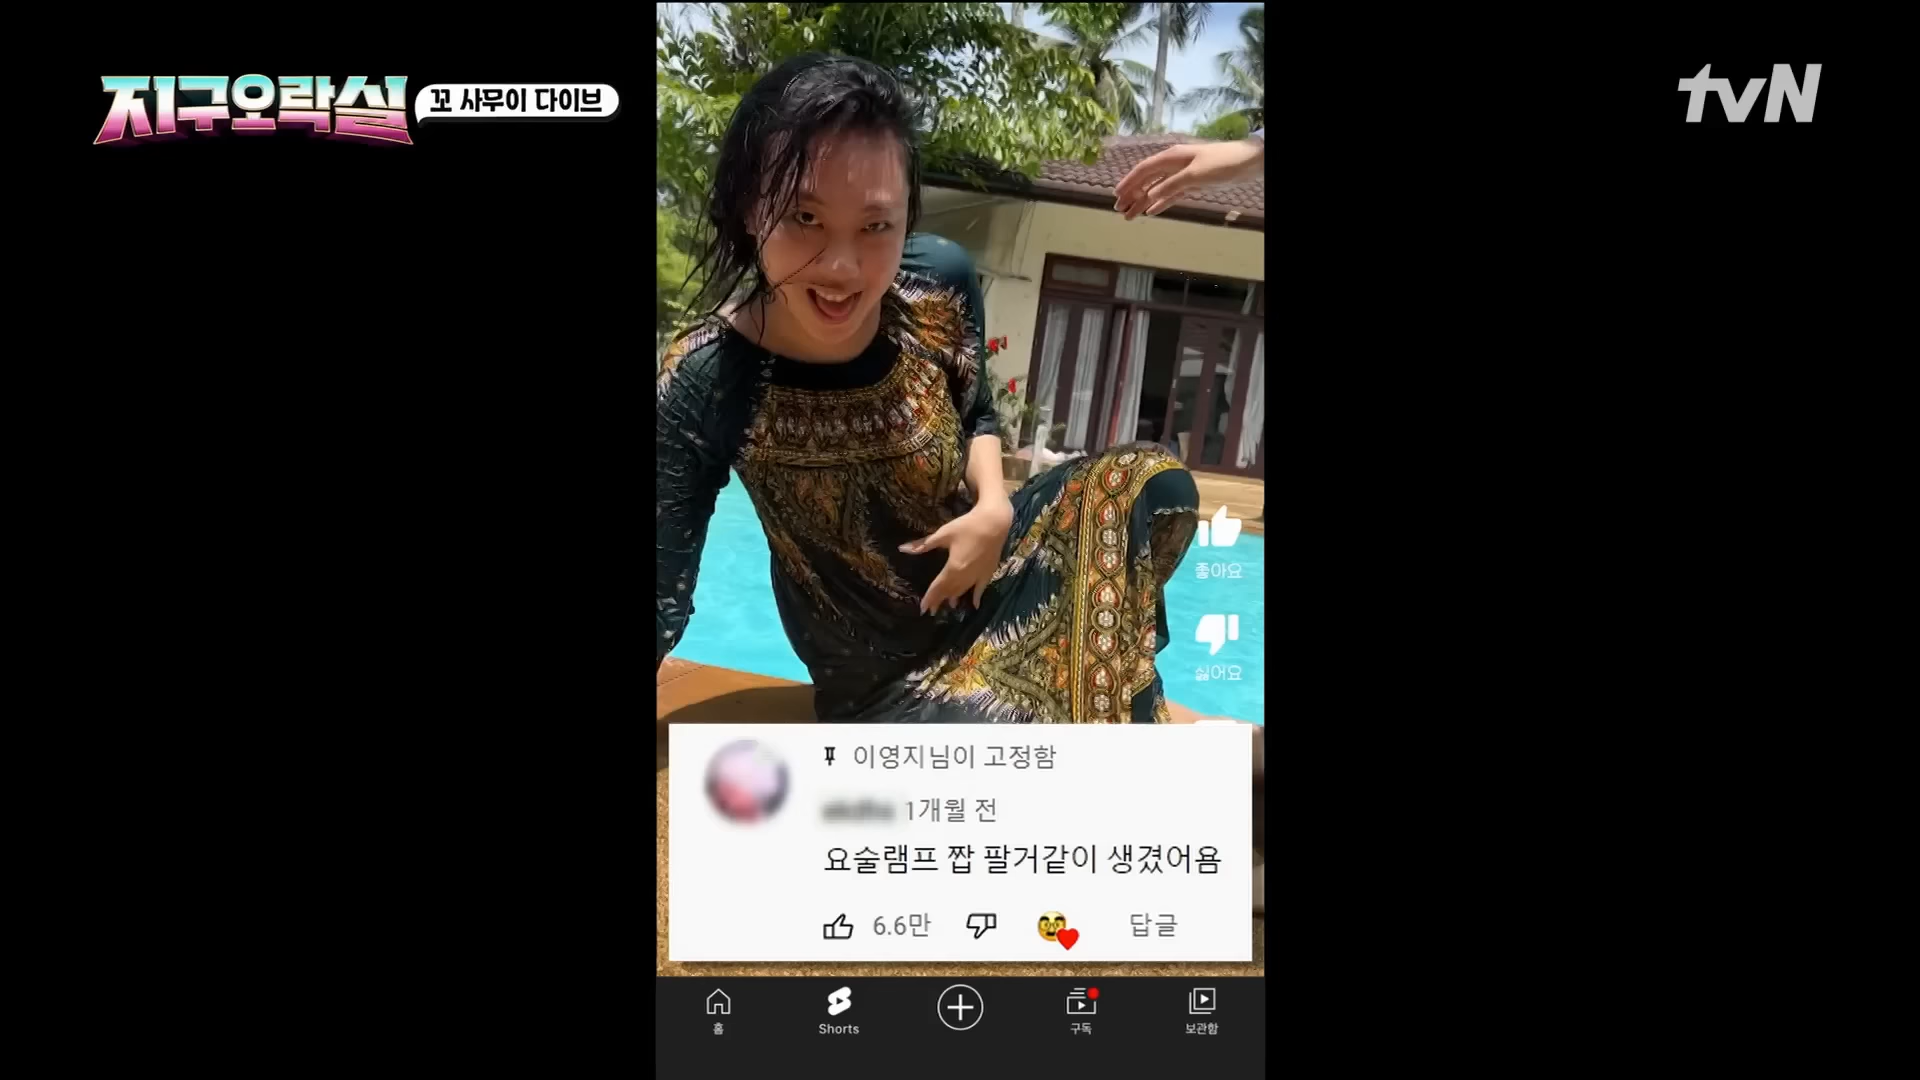 지구오락실
꼬 사무이 다이브
tvN
좋아요
싫어요
이영지님이 고정함
1개월 전
요술램프 짭 팔거같이 생겼어욤
6.6만
답글
홈
Shorts
구독
보관함